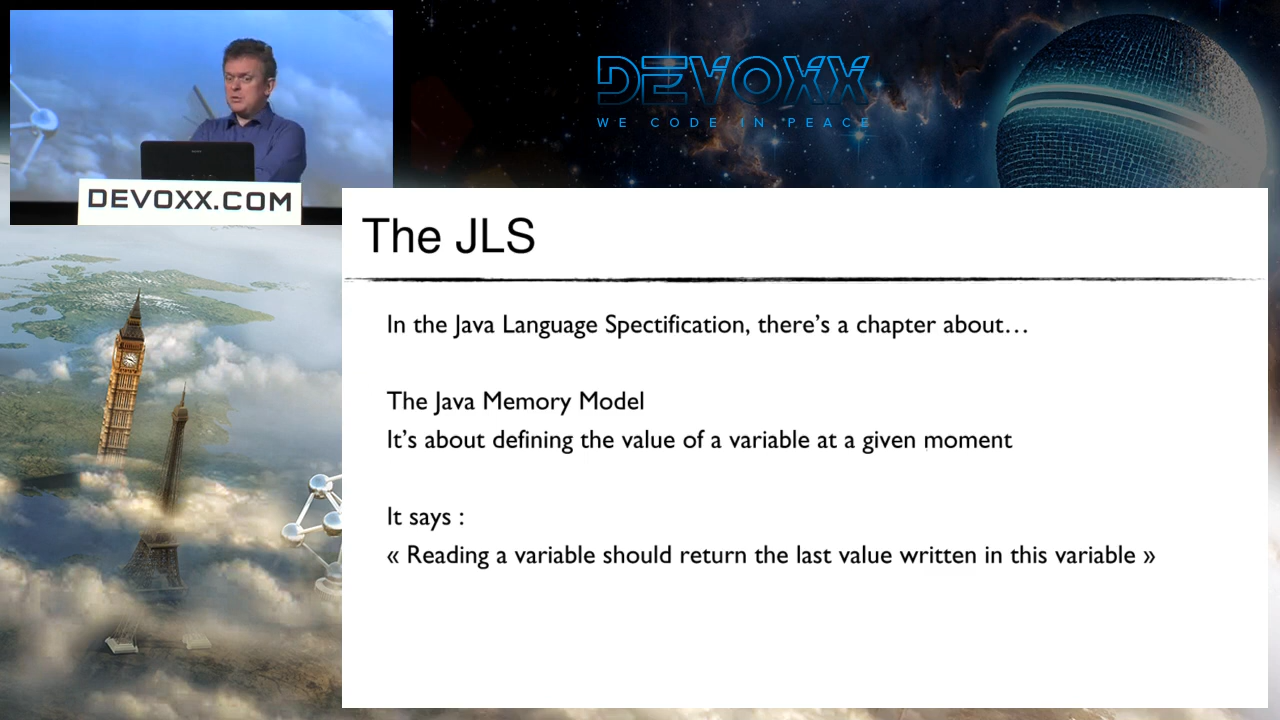 DEVOXX
WE CODE IN PEACE
DEVOXX.COM
The JLS
In the Java Language Spectification, there’s a chapter about…
The Java Memory Model
It’s about defining the value of a variable at a given moment
It says :
« Reading a variable should return the last value written in this variable »